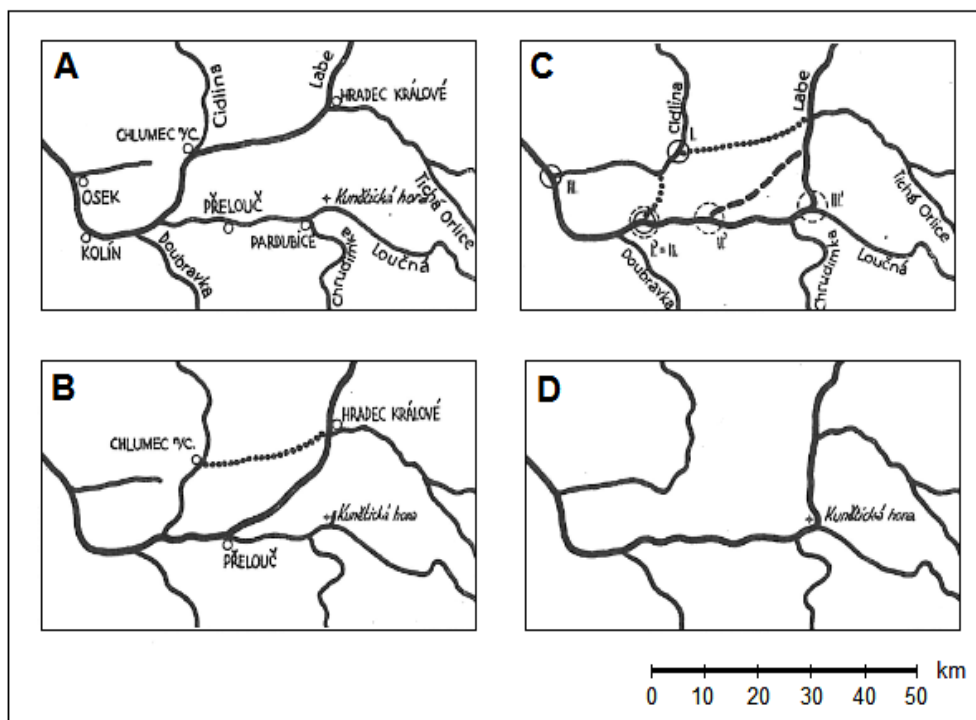 A
Cidlina
Labe
HRADEC KRÁLOVÉ
CHLUMEC n/C.
OSEK
PŘELOUČ
+ Kunětická hora
Tichá Orlice
KOLÍN
PARDUBICE
Doubravka
Chrudimka
Loučná
C
Cidlina
Labe
I.
III.
Tichá Orlice
III.'
II.'
Doubravka
Chrudimka
Loučná
B
HRADEC KRÁLOVÉ
CHLUMEC n/C.
+ Kunětická hora
PŘELOUČ
D
+ Kunětická hora
km
0 10 20 30 40 50